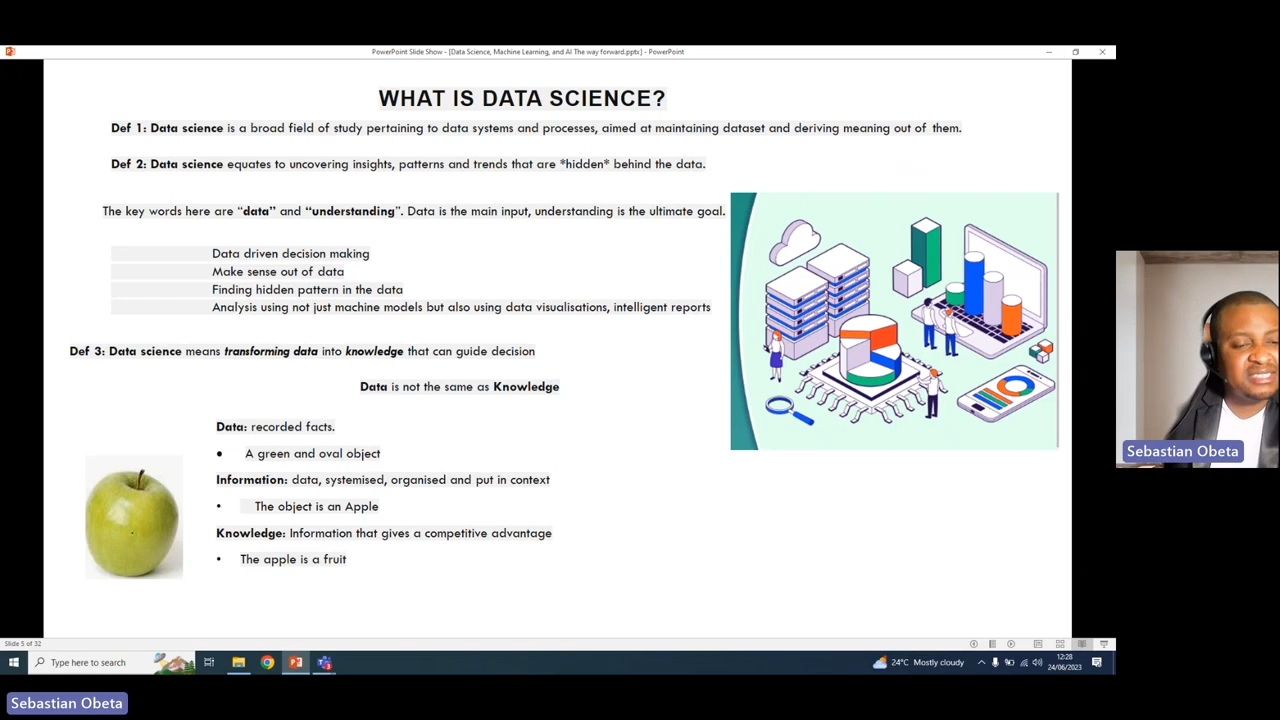 PowerPoint Slide Show - [Data Science, Machine Learning, and AI The way forward.pptx] - PowerPoint
WHAT IS DATA SCIENCE?
Def 1: Data science is a broad field of study pertaining to data systems and processes, aimed at maintaining dataset and deriving meaning out of them.
Def 2: Data science equates to uncovering insights, patterns and trends that are *hidden* behind the data.
The key words here are “data” and “understanding”. Data is the main input, understanding is the ultimate goal.
Data driven decision making
Make sense out of data
Finding hidden pattern in the data
Analysis using not just machine models but also using data visualisations, intelligent reports
Def 3: Data science means transforming data into knowledge that can guide decision
Data is not the same as Knowledge
Data: recorded facts.
• A green and oval object
Information: data, systemised, organised and put in context
• The object is an Apple
Knowledge: Information that gives a competitive advantage
• The apple is a fruit
Sebastian Obeta
Slide 5 of 32
Type here to search
24°C Mostly cloudy
12:28
24/06/2023
Sebastian Obeta